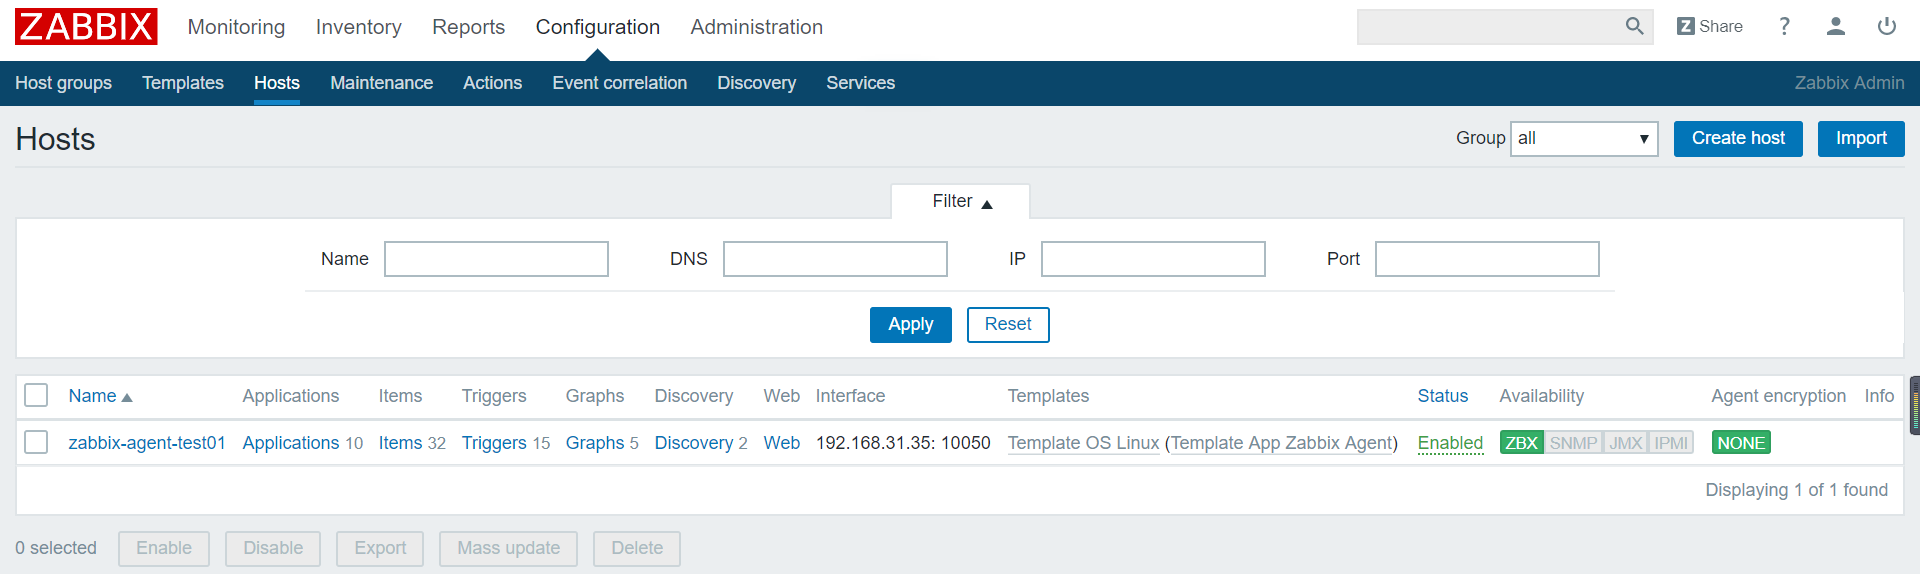 ZABBIX Monitoring Inventory Reports Configuration Administration Z Share ?
Host groups Templates Hosts Maintenance Actions Event correlation Discovery Services Zabbix Admin
Hosts Group all Create host Import
Filter
Name DNS IP Port
Apply Reset
Name Applications Items Triggers Graphs Discovery Web Interface Templates Status Availability Agent encryption Info
zabbix-agent-test01 Applications 10 Items 32 Triggers 15 Graphs 5 Discovery 2 Web 192.168.31.35: 10050 Template OS Linux (Template App Zabbix Agent) Enabled ZBX SNMP JMX IPMI NONE
Displaying 1 of 1 found
0 selected Enable Disable Export Mass update Delete